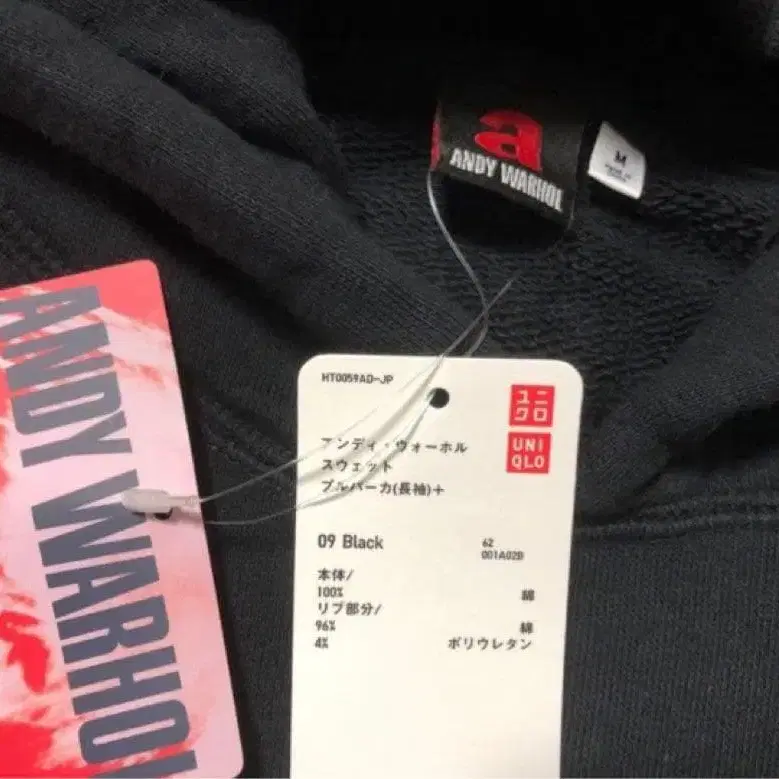 a
ANDY WARHOL
M
ANDY WARHOL
HT0059AD-JP
ユニ
クロ
UNI
QLO
アンディ・ウォーホル
スウェット
プルパーカ(長袖)+
09 Black
62
001A02B
本体/
100% 綿
リブ部分/
96% 綿
4% ポリウレタン